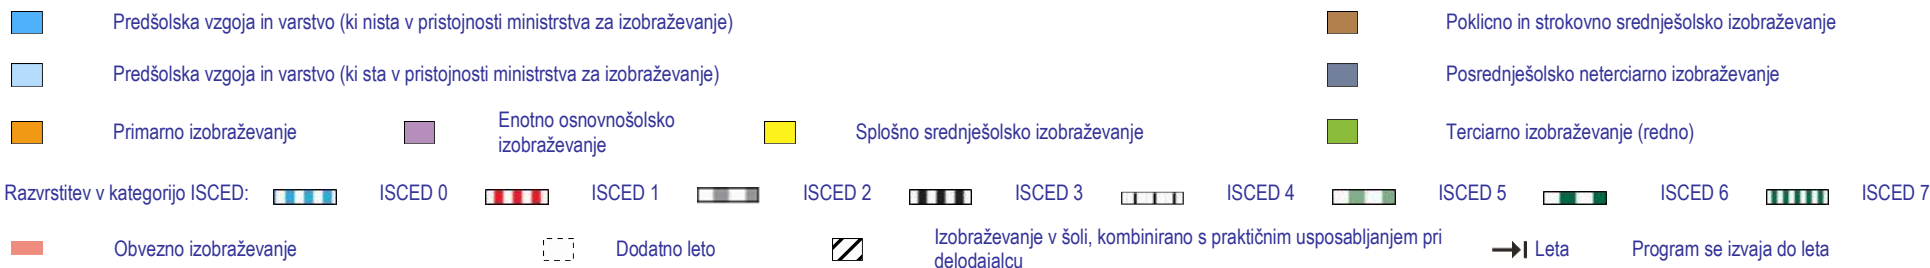 Predšolska vzgoja in varstvo (ki nista v pristojnosti ministrstva za izobraževanje)
Poklicno in strokovno srednješolsko izobraževanje
Predšolska vzgoja in varstvo (ki sta v pristojnosti ministrstva za izobraževanje)
Posrednješolsko neterciarno izobraževanje
Primarno izobraževanje
Enotno osnovnošolsko
izobraževanje
Splošno srednješolsko izobraževanje
Terciarno izobraževanje (redno)
Razvrstitev v kategorijo ISCED: ISCED 0 ISCED 1 ISCED 2 ISCED 3 ISCED 4 ISCED 5 ISCED 6 ISCED 7
Obvezno izobraževanje
Dodatno leto
Izobraževanje v šoli, kombinirano s praktičnim usposabljanjem pri
delodajalcu
Leta
Program se izvaja do leta